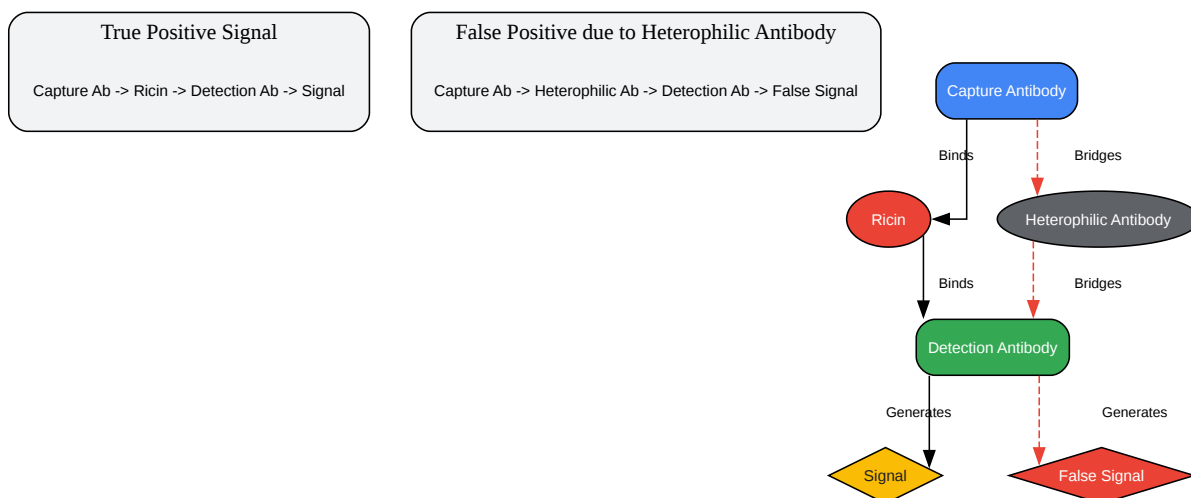 True Positive Signal
Capture Ab -> Ricin -> Detection Ab -> Signal
False Positive due to Heterophilic Antibody
Capture Ab -> Heterophilic Ab -> Detection Ab -> False Signal
Capture Antibody
Binds
Bridges
Ricin
Heterophilic Antibody
Binds
Bridges
Detection Antibody
Generates
Generates
Signal
False Signal